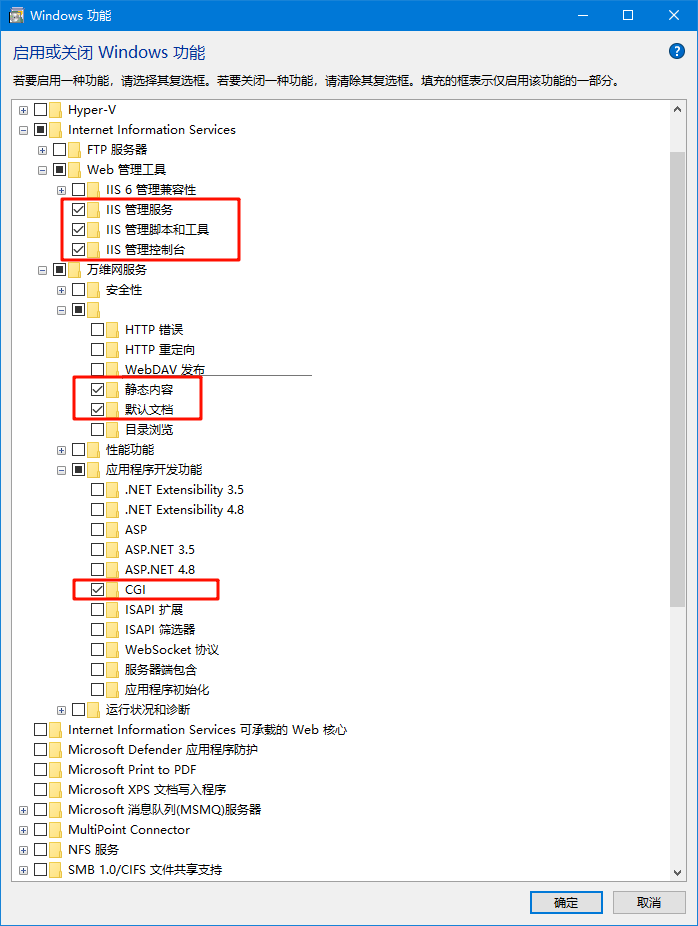 Windows 功能
启用或关闭 Windows 功能
?
若要启用一种功能，请选择其复选框。若要关闭一种功能，请清除其复选框。填充的框表示仅启用该功能的一部分。
Hyper-V
Internet Information Services
FTP 服务器
Web 管理工具
IIS 6 管理兼容性
IIS 管理服务
IIS 管理脚本和工具
IIS 管理控制台
万维网服务
安全性
HTTP 错误
HTTP 重定向
WebDAV 发布
静态内容
默认文档
目录浏览
性能功能
应用程序开发功能
.NET Extensibility 3.5
.NET Extensibility 4.8
ASP
ASP.NET 3.5
ASP.NET 4.8
CGI
ISAPI 扩展
ISAPI 筛选器
WebSocket 协议
服务器端包含
应用程序初始化
运行状况和诊断
Internet Information Services 可承载的 Web 核心
Microsoft Defender 应用程序防护
Microsoft Print to PDF
Microsoft XPS 文档写入程序
Microsoft 消息队列(MSMQ)服务器
MultiPoint Connector
NFS 服务
SMB 1.0/CIFS 文件共享支持
确定
取消